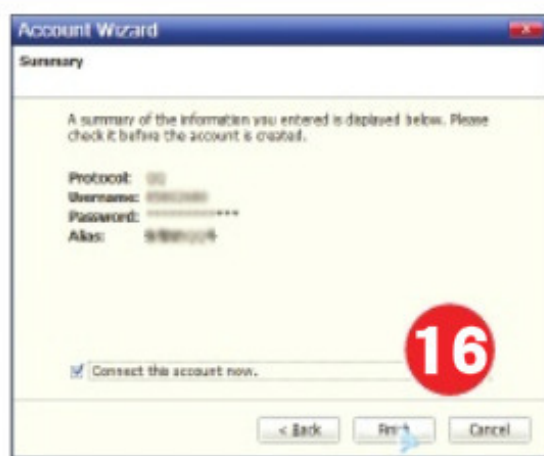 Account Wizard
Summary
A summary of the information you entered is displayed below. Please
check it before the account is created.
Protocol:
Username:
Password: ***
Alias:
16
Connect this account now.
< Back Finish Cancel